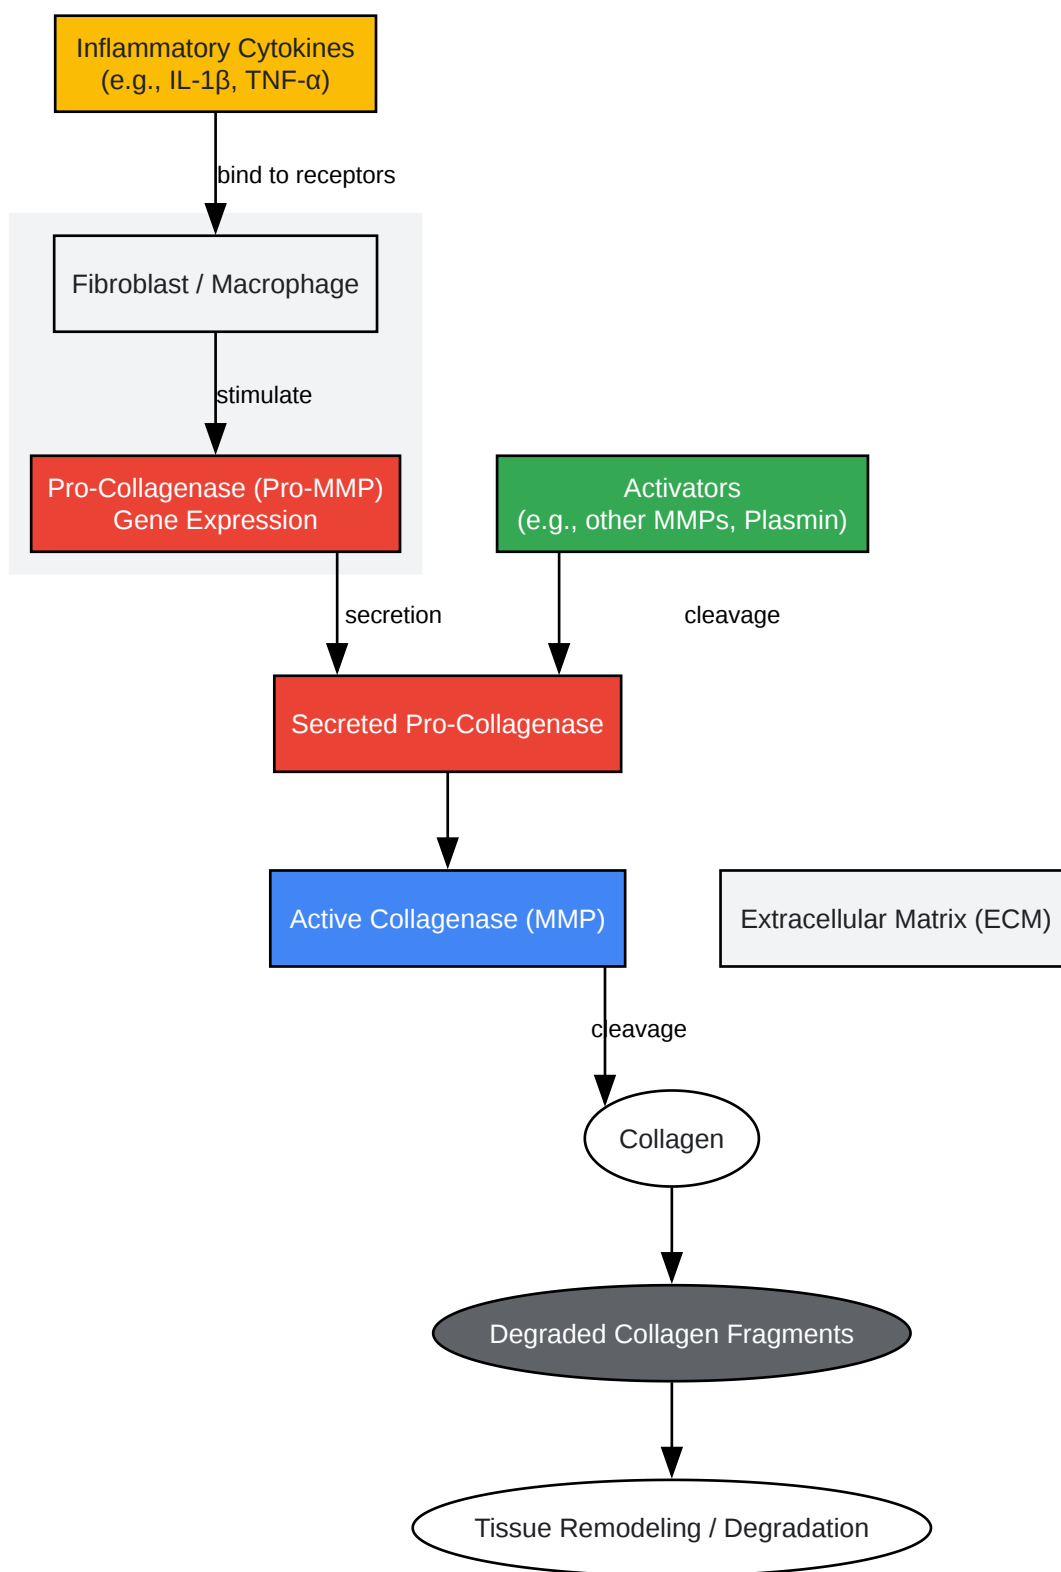 Inflammatory Cytokines
(e.g., IL-1β, TNF-α)
bind to receptors
Fibroblast / Macrophage
stimulate
Pro-Collagenase (Pro-MMP)
Gene Expression
Activators
(e.g., other MMPs, Plasmin)
secretion
cleavage
Secreted Pro-Collagenase
Active Collagenase (MMP)
Extracellular Matrix (ECM)
cleavage
Collagen
Degraded Collagen Fragments
Tissue Remodeling / Degradation